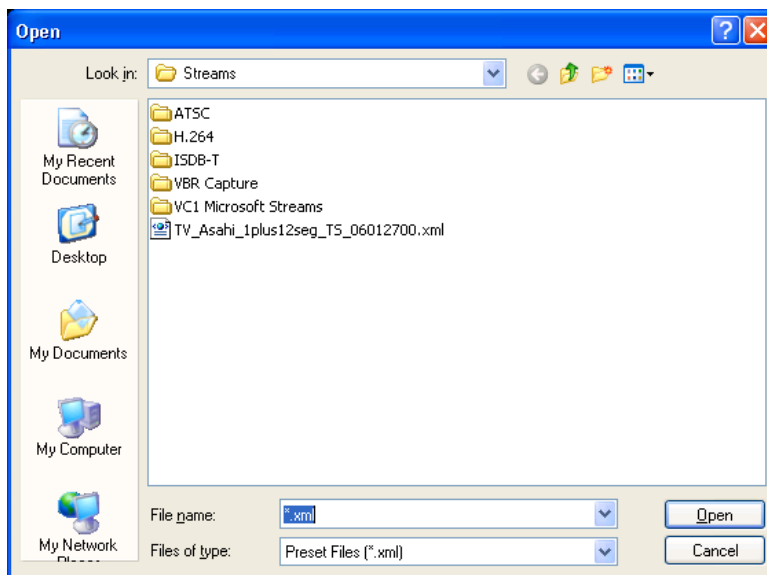 Open
Look in:
Streams
My Recent
Documents
Desktop
My Documents
My Computer
My Network
ATSC
H.264
ISDB-T
VBR Capture
VC1 Microsoft Streams
TV_Asahi_1plus12seg_TS_06012700.xml
File name:
*.xml
Open
Files of type:
Preset Files (*.xml)
Cancel